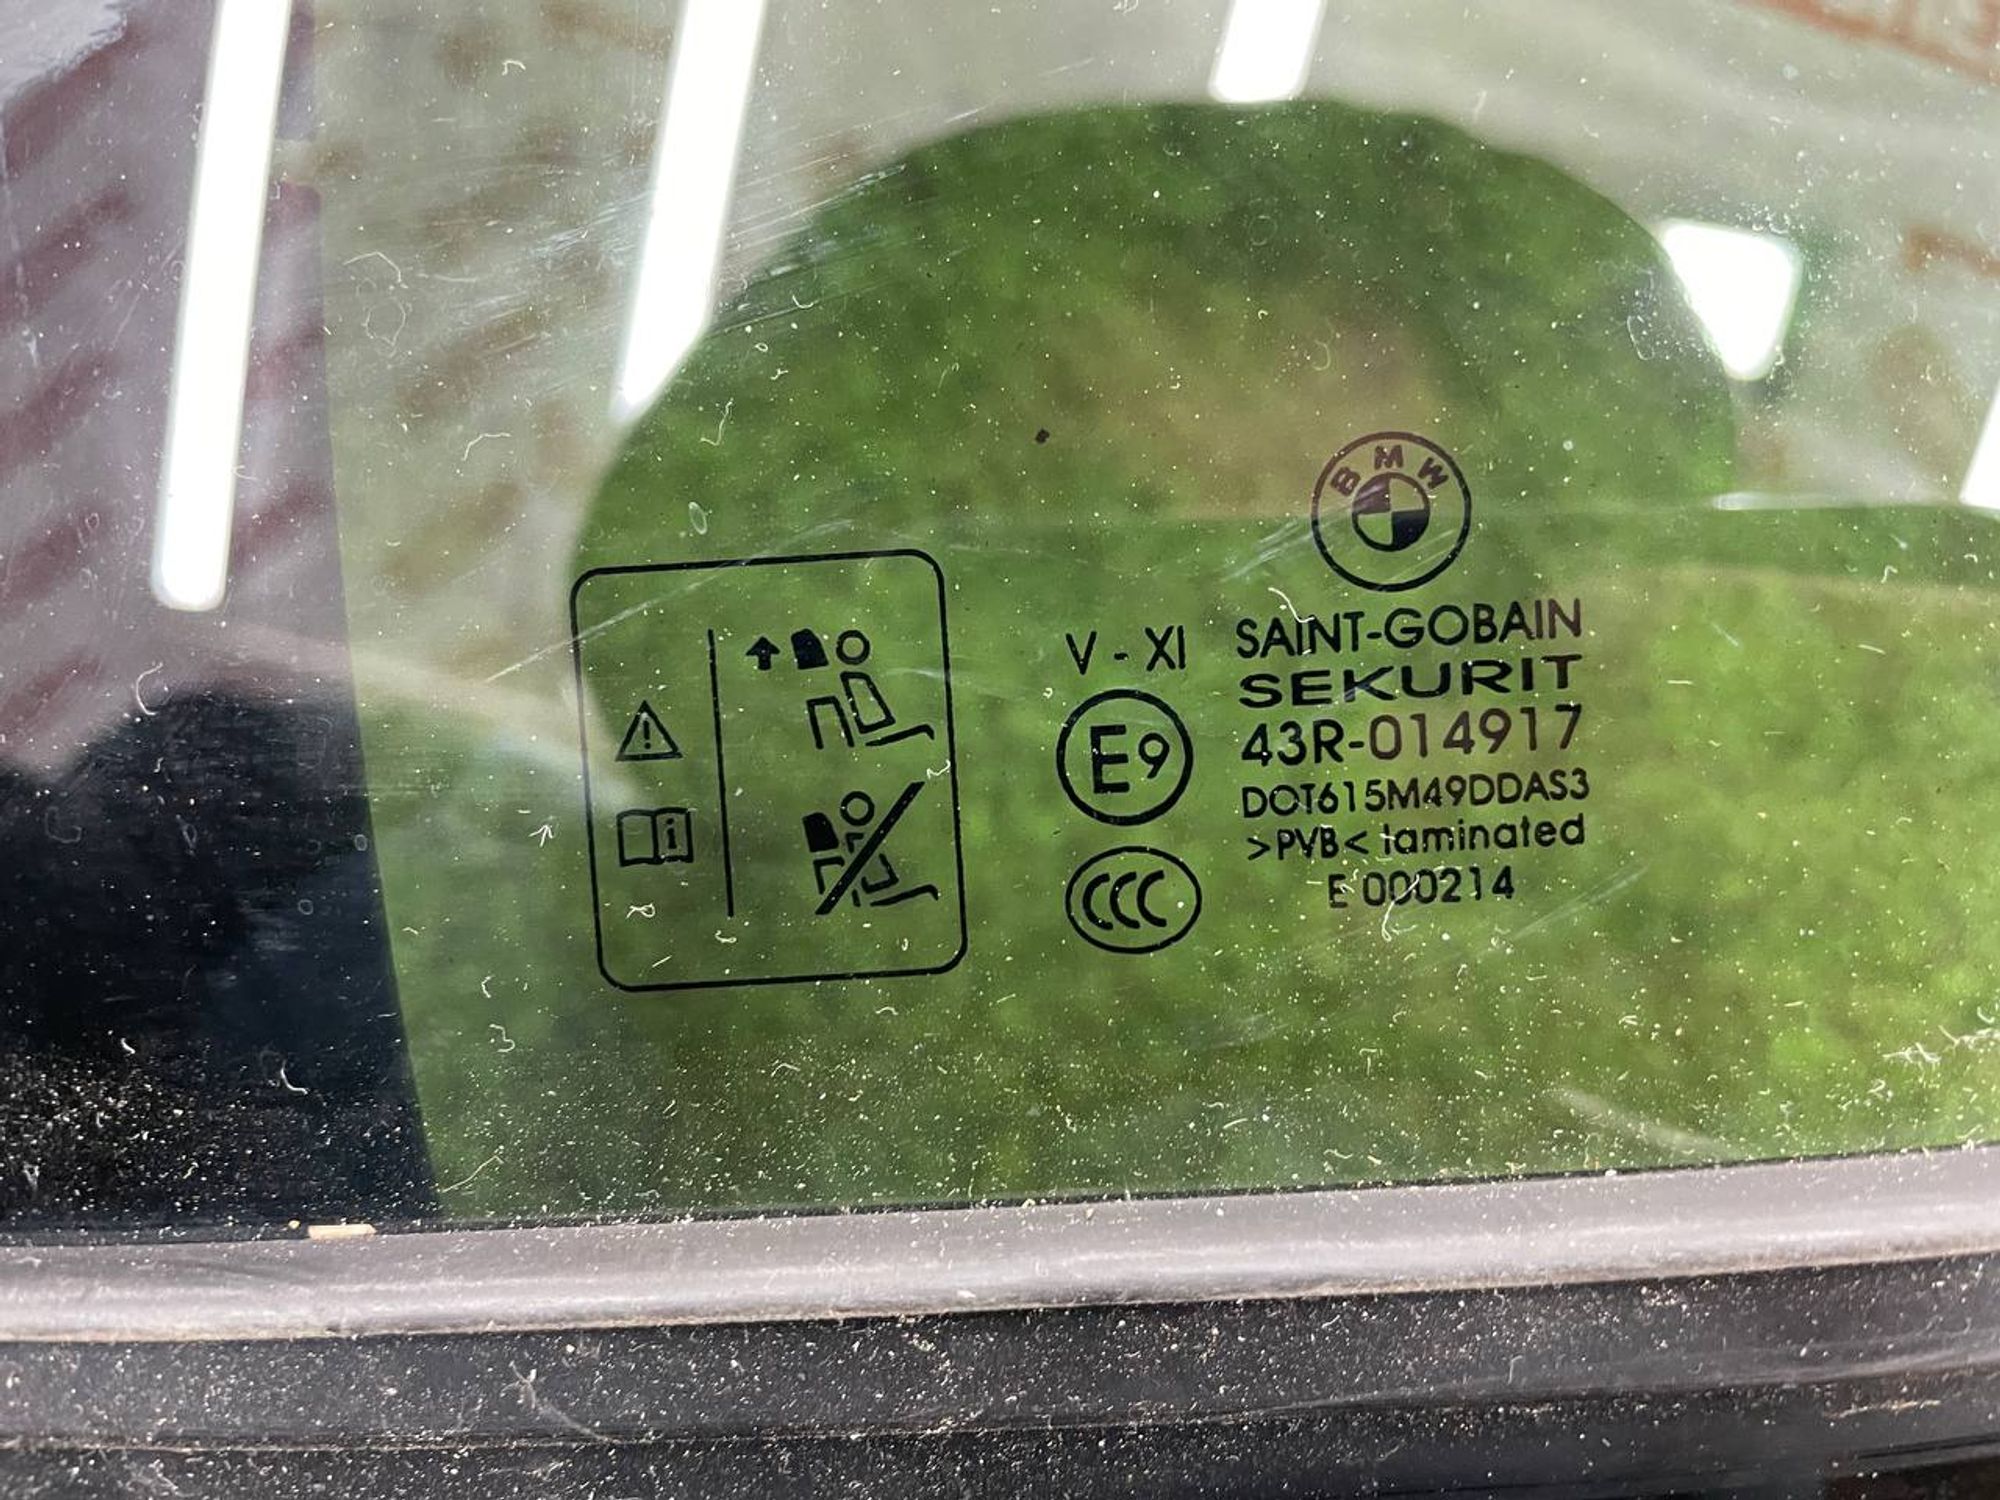 BMW
V - XI
SAINT-GOBAIN
SEKURIT
43R-014917
DOT615M49DDAS3
>PVB< laminated
E 000214
E9
CCC
i